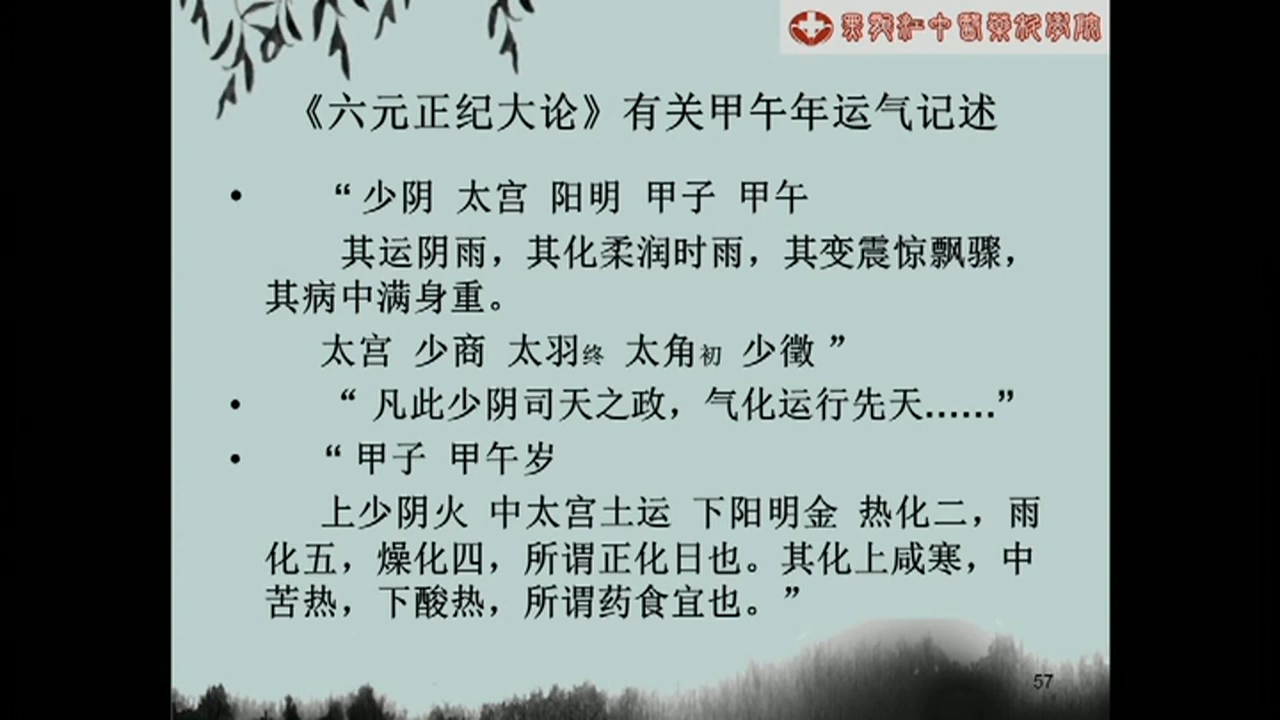 《六元正纪大论》有关甲午年运气记述
• “ 少阴 太宫 阳明 甲子 甲午
其运阴雨，其化柔润时雨，其变震惊飘骤，
其病中满身重。
太宫 少商 太羽终 太角初 少徵 ”
• “ 凡此少阴司天之政，气化运行先天……”
• “ 甲子 甲午岁
上少阴火 中太宫土运 下阳明金 热化二，雨
化五，燥化四，所谓正化日也。其化上咸寒，中
苦热，下酸热，所谓药食宜也。”
57